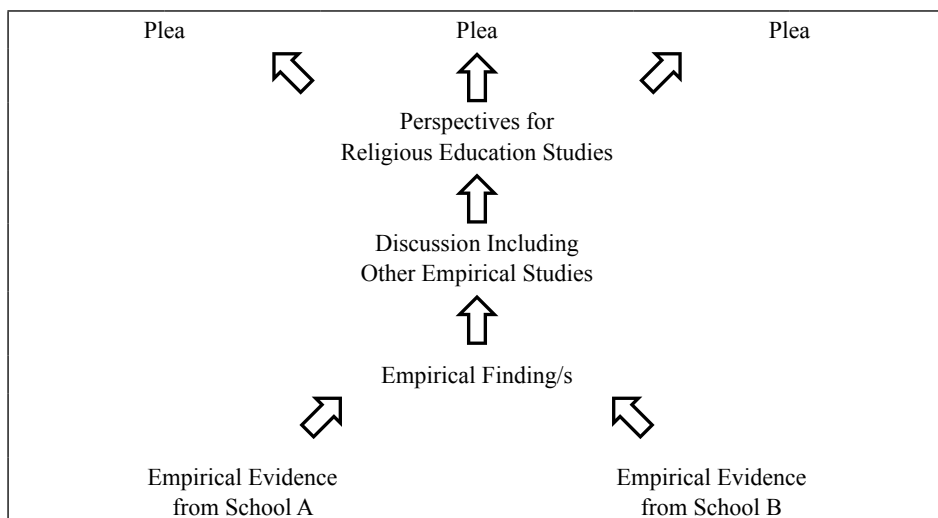 Plea Plea Plea
Perspectives for
Religious Education Studies
Discussion Including
Other Empirical Studies
Empirical Finding/s
Empirical Evidence
from School A
Empirical Evidence
from School B